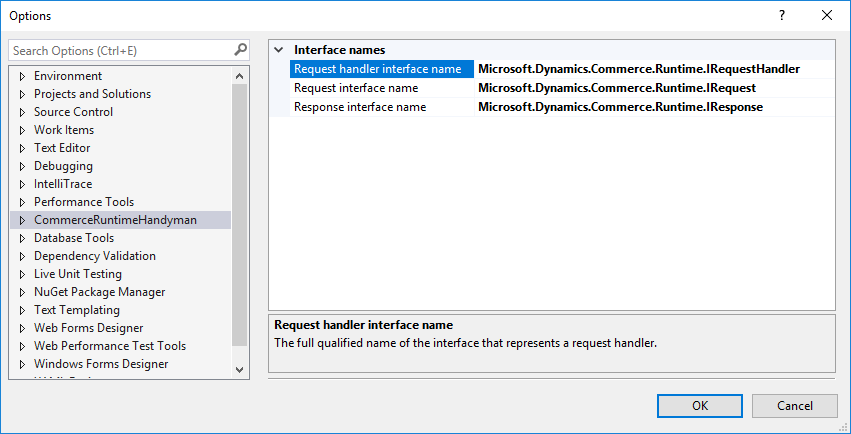 Options
?
Search Options (Ctrl+E)
Environment
Projects and Solutions
Source Control
Work Items
Text Editor
Debugging
IntelliTrace
Performance Tools
CommerceRuntimeHandyman
Database Tools
Dependency Validation
Live Unit Testing
NuGet Package Manager
Text Templating
Web Forms Designer
Web Performance Test Tools
Windows Forms Designer
Interface names
Request handler interface name Microsoft.Dynamics.Commerce.Runtime.IRequestHandler
Request interface name Microsoft.Dynamics.Commerce.Runtime.IRequest
Response interface name Microsoft.Dynamics.Commerce.Runtime.IResponse
Request handler interface name
The full qualified name of the interface that represents a request handler.
OK
Cancel